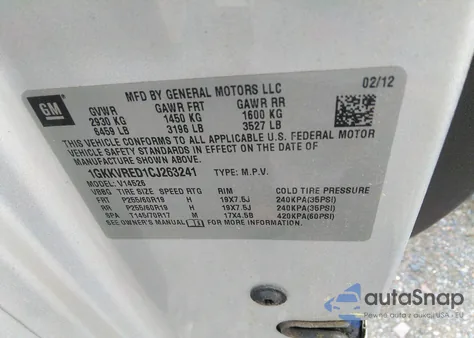 GM
MFD BY GENERAL MOTORS LLC 02/12
GVWR GAWR FRT GAWR RR
2930 KG 1450 KG 1600 KG
6459 LB 3196 LB 3527 LB
THIS VEHICLE CONFORMS TO ALL APPLICABLE U.S. FEDERAL MOTOR
VEHICLE SAFETY STANDARDS IN EFFECT ON THE DATE OF
MANUFACTURE SHOWN ABOVE.
1GKKVRED1CJ263241 TYPE: M.P.V.
MODEL: V14526
TIRE SIZE SPEED RTG RIM COLD TIRE PRESSURE
FRT P255/60R19 H 19X7.5J 240KPA(35PSI)
RR P255/60R19 H 19X7.5J 240KPA(35PSI)
SPA T145/70R17 M 17X4.5B 420KPA(60PSI)
SEE OWNER'S MANUAL FOR MORE INFORMATION.
autoSnap
Pewne auto z USA - TU